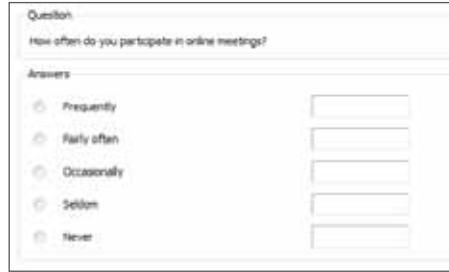 Question
How often do you participate in online meetings?
Answers
Frequently
Fairly often
Occasionally
Seldom
Never